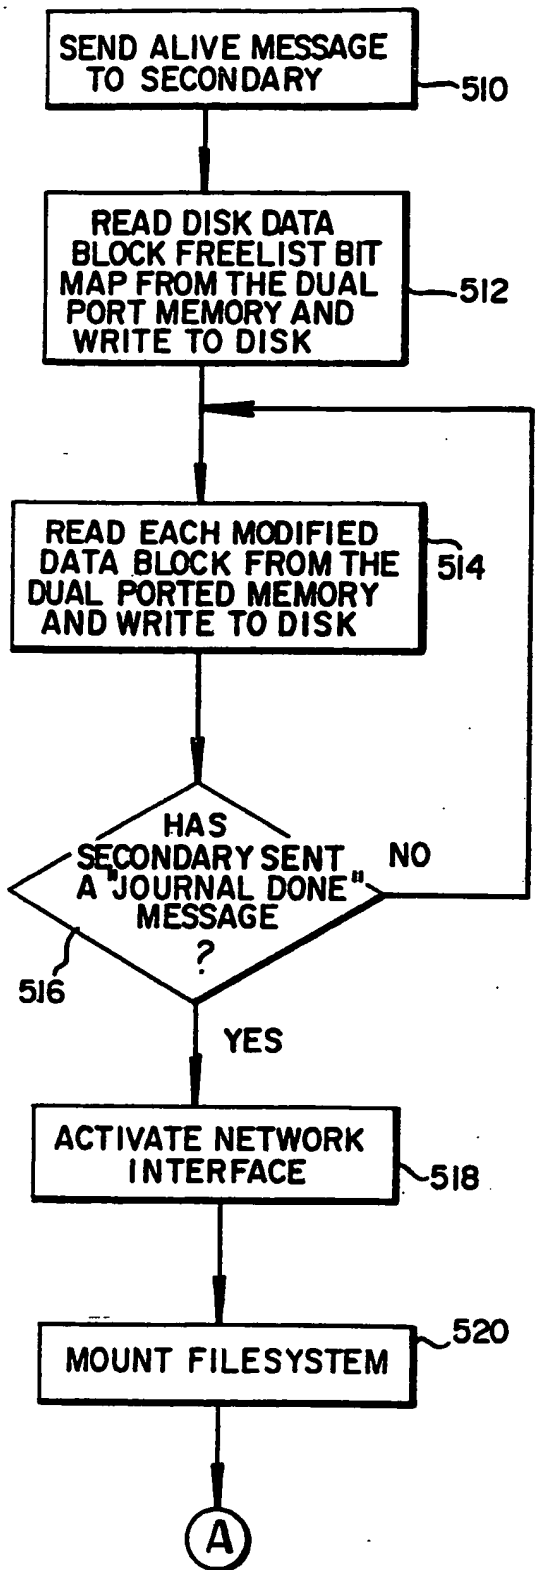 SEND ALIVE MESSAGE
TO SECONDARY
510
READ DISK DATA
BLOCK FREELIST BIT
MAP FROM THE DUAL
PORT MEMORY AND
WRITE TO DISK
512
READ EACH MODIFIED
DATA BLOCK FROM THE
DUAL PORTED MEMORY
AND WRITE TO DISK
514
HAS
SECONDARY SENT
A "JOURNAL DONE"
MESSAGE
?
NO
516
YES
ACTIVATE NETWORK
INTERFACE
518
MOUNT FILESYSTEM
520
A